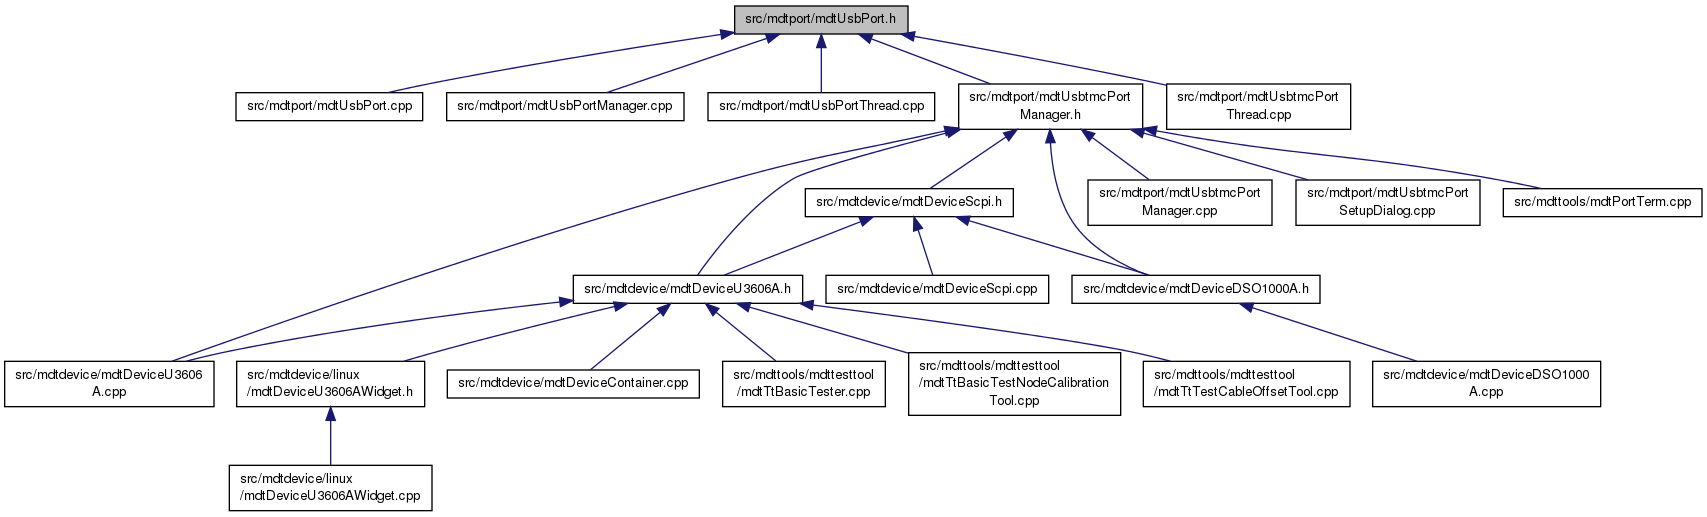 src/mdtport/mdtUsbPort.h
src/mdtport/mdtUsbPort.cpp
src/mdtport/mdtUsbPortManager.cpp
src/mdtport/mdtUsbPortThread.cpp
src/mdtport/mdtUsbtmcPort
Manager.h
src/mdtport/mdtUsbtmcPort
Thread.cpp
src/mdtdevice/mdtDeviceScpi.h
src/mdtport/mdtUsbtmcPort
Manager.cpp
src/mdtport/mdtUsbtmcPort
SetupDialog.cpp
src/mdttools/mdtPortTerm.cpp
src/mdtdevice/mdtDeviceU3606A.h
src/mdtdevice/mdtDeviceScpi.cpp
src/mdtdevice/mdtDeviceDSO1000A.h
src/mdtdevice/mdtDeviceU3606
A.cpp
src/mdtdevice/linux
/mdtDeviceU3606AWidget.h
src/mdtdevice/mdtDeviceContainer.cpp
src/mdttools/mdttesttool
/mdtTtBasicTester.cpp
src/mdttools/mdttesttool
/mdtTtBasicTestNodeCalibration
Tool.cpp
src/mdttools/mdttesttool
/mdtTtTestCableOffsetTool.cpp
src/mdtdevice/mdtDeviceDSO1000
A.cpp
src/mdtdevice/linux
/mdtDeviceU3606AWidget.cpp